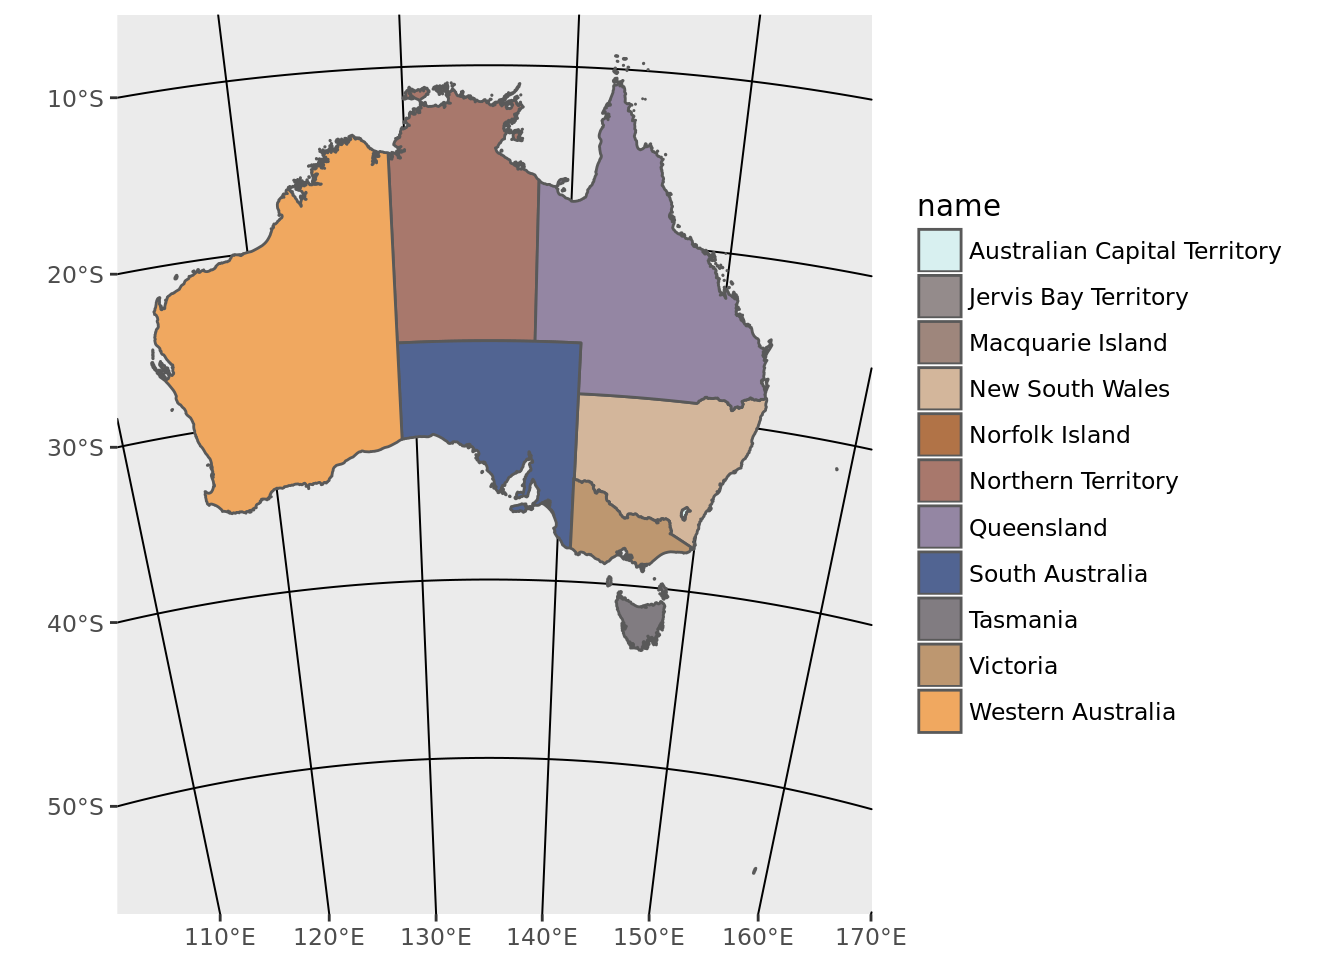 10°S
20°S
30°S
40°S
50°S
110°E 120°E 130°E 140°E 150°E 160°E 170°E
name
Australian Capital Territory
Jervis Bay Territory
Macquarie Island
New South Wales
Norfolk Island
Northern Territory
Queensland
South Australia
Tasmania
Victoria
Western Australia